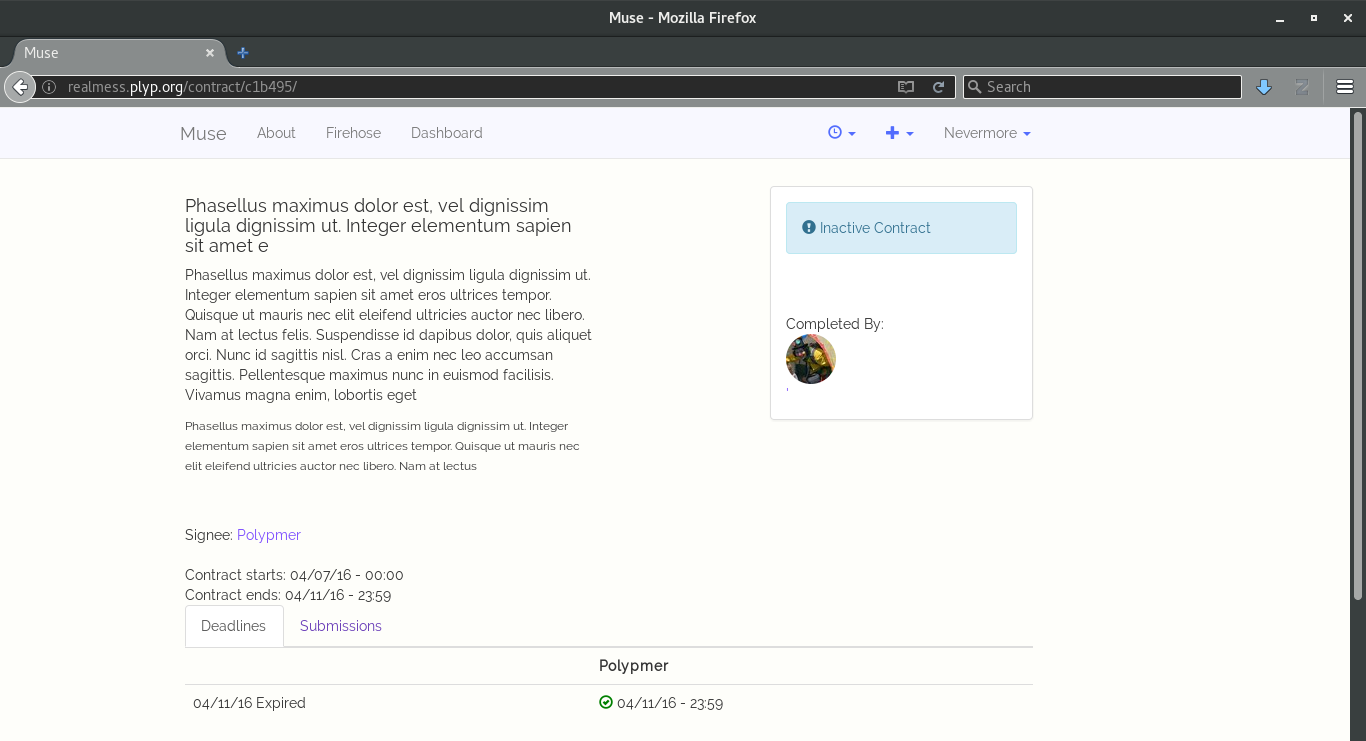 Muse - Mozilla Firefox
Muse
realmess.plyp.org/contract/c1b495/
Search
Muse About Firehose Dashboard Nevermore
Phasellus maximus dolor est, vel dignissim
ligula dignissim ut. Integer elementum sapien
sit amet e
Phasellus maximus dolor est, vel dignissim ligula dignissim ut.
Integer elementum sapien sit amet eros ultrices tempor.
Quisque ut mauris nec elit eleifend ultricies auctor nec libero.
Nam at lectus felis. Suspendisse id dapibus dolor, quis aliquet
orci. Nunc id sagittis nisl. Cras a enim nec leo accumsan
sagittis. Pellentesque maximus nunc in euismod facilisis.
Vivamus magna enim, lobortis eget
Phasellus maximus dolor est, vel dignissim ligula dignissim ut. Integer
elementum sapien sit amet eros ultrices tempor. Quisque ut mauris nec
elit eleifend ultricies auctor nec libero. Nam at lectus
Inactive Contract
Completed By:
,
Signee: Polypmer
Contract starts: 04/07/16 - 00:00
Contract ends: 04/11/16 - 23:59
Deadlines Submissions
Polypmer
04/11/16 Expired 04/11/16 - 23:59